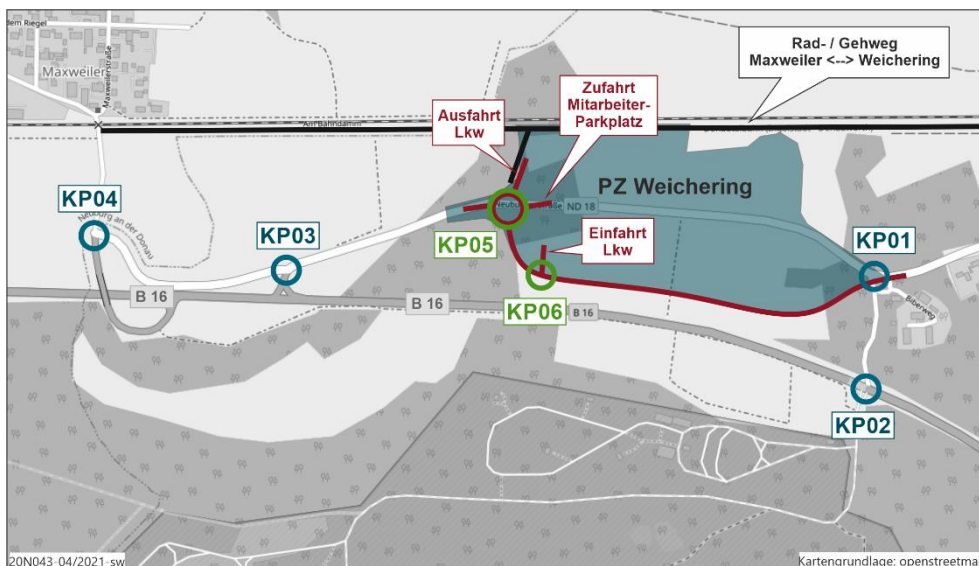 dem Riegel
Maxweiler
Maxweilerstraße
Am Bahndamm
Rad- / Gehweg
Maxweiler <--> Weichering
Ausfahrt
Lkw
Zufahrt
Mitarbeiter-
Parkplatz
PZ Weichering
KP04
Neuburg an der Donau
KP03
KP05
ND 18
Einfahrt
Lkw
KP01
Biberweg
B 16
B 16
KP06
B 16
KP02
20N043-04/2021-sw
Kartengrundlage: openstreetma